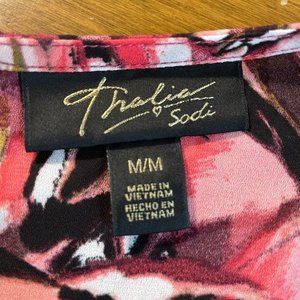 Thalia
Sodi
M/M
MADE IN
VIETNAM
HECHO EN
VIETNAM